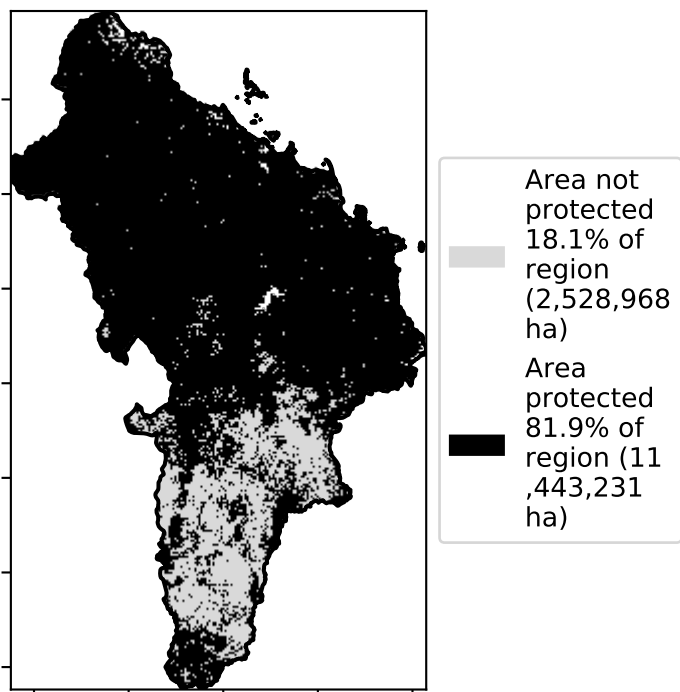 Area not
protected
18.1% of
region
(2,528,968
ha)
Area
protected
81.9% of
region (11
,443,231
ha)